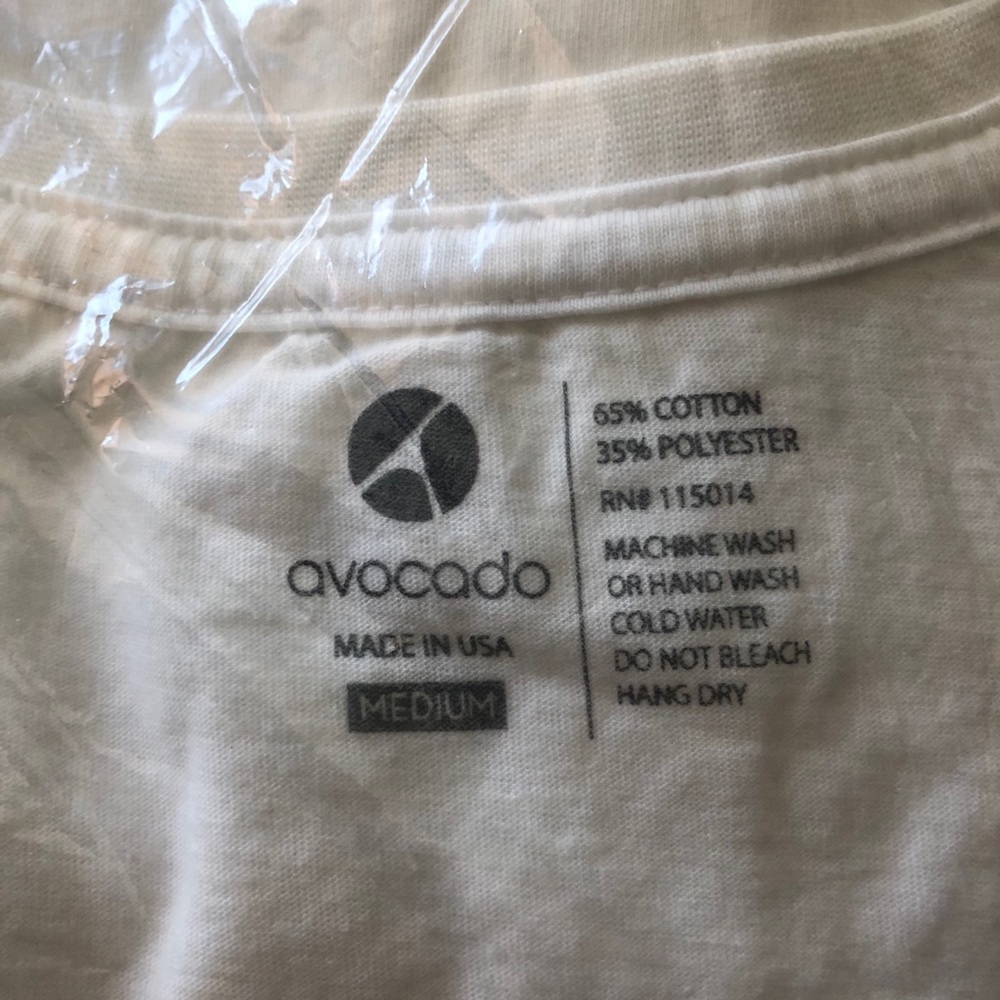 avocado
MADE IN USA
MEDIUM
65% COTTON
35% POLYESTER
RN# 115014
MACHINE WASH
OR HAND WASH
COLD WATER
DO NOT BLEACH
HANG DRY